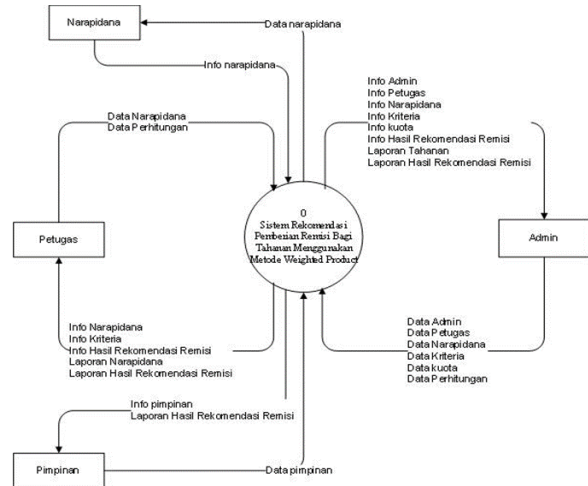 Narapidana
Data narapidana
Info narapidana
Info Admin
Info Petugas
Info Narapidana
Info Kriteria
Info kuota
Info Hasil Rekomendasi Remisi
Laporan Tahanan
Laporan Hasil Rekomendasi Remisi
Data Narapidana
Data Perhitungan
0
Sistem Rekomendasi
Pemberian Remisi Bagi
Tahanan Menggunakan
Metode Weighted Product
Petugas
Admin
Info Narapidana
Info Kriteria
Info Hasil Rekomendasi Remisi
Laporan Narapidana
Laporan Hasil Rekomendasi Remisi
Data Admin
Data Petugas
Data Narapidana
Data Kriteria
Data kuota
Data Perhitungan
Info pimpinan
Laporan Hasil Rekomendasi Remisi
Pimpinan
Data pimpinan